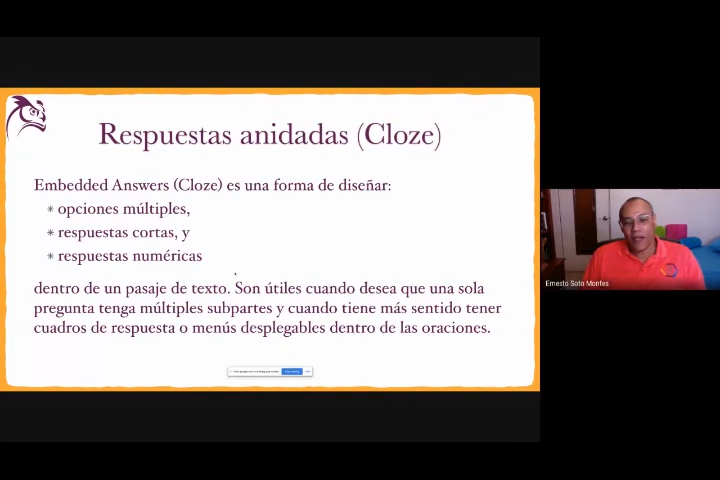 Respuestas anidadas (Cloze)
Embedded Answers (Cloze) es una forma de diseñar:
* opciones múltiples,
* respuestas cortas, y
* respuestas numéricas
dentro de un pasaje de texto. Son útiles cuando desea que una sola
pregunta tenga múltiples subpartes y cuando tiene más sentido tener
cuadros de respuesta o menús desplegables dentro de las oraciones.
Ernesto Soto Montes